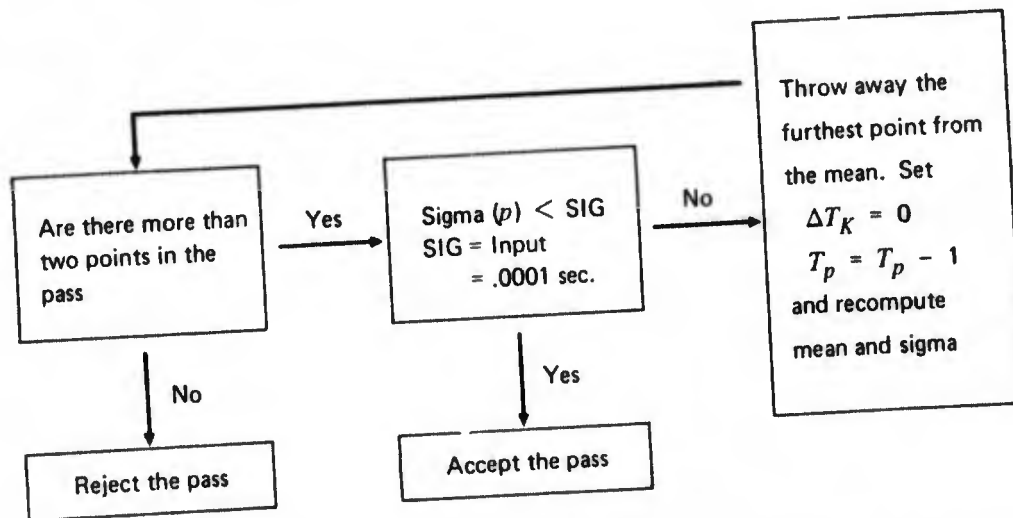 Are there more than
two points in the
pass
Yes
Sigma (p) < SIG
SIG = Input
= .0001 sec.
No
Throw away the
furthest point from
the mean. Set
ΔT_K = 0
T_p = T_p − 1
and recompute
mean and sigma
No
Yes
Reject the pass
Accept the pass